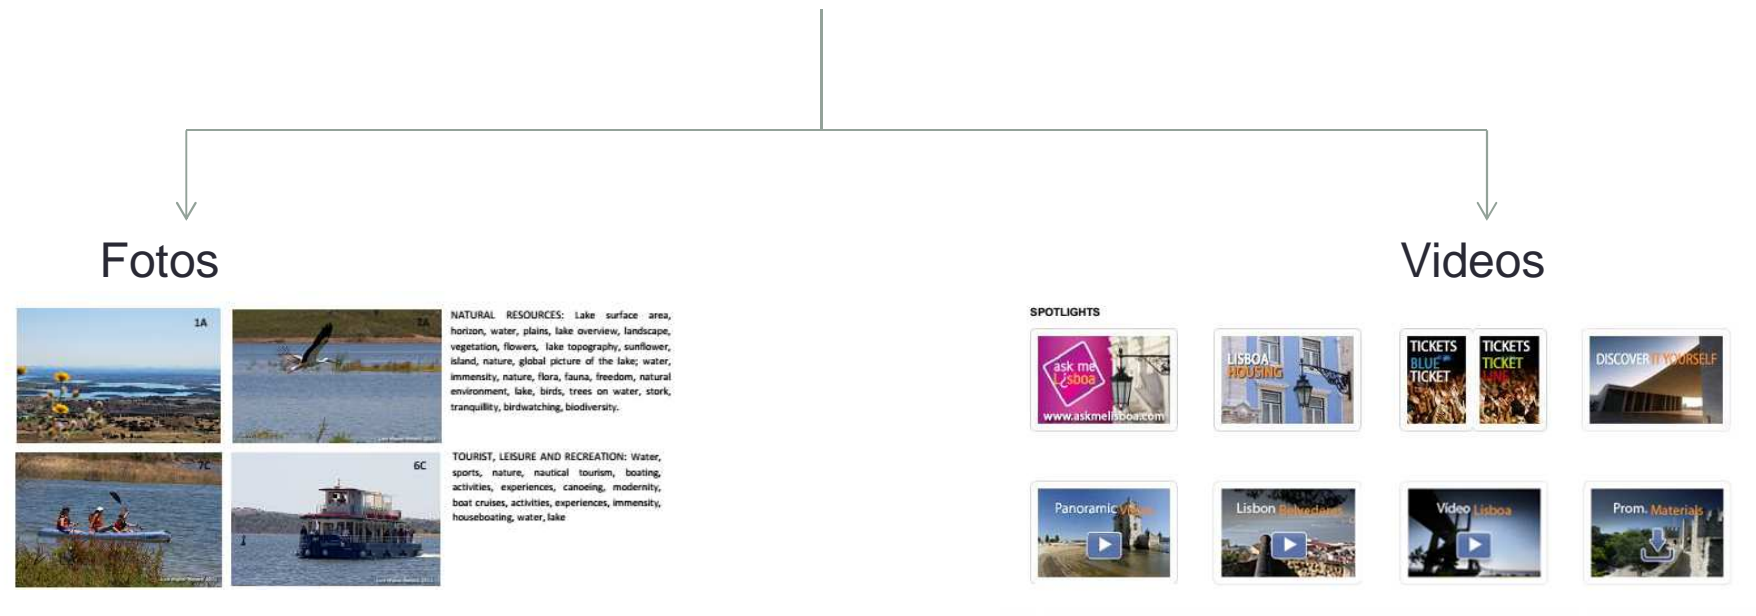 Fotos
Videos
1A
7C
6C
NATURAL RESOURCES: Lake surface area,
horizon, water, plains, lake overview, landscape,
vegetation, flowers, lake topography, sunflower,
island, nature, global picture of the lake; water,
immensity, nature, flora, fauna, freedom, natural
environment, lake, birds, trees on water, stork,
tranquillity, birdwatching, biodiversity.
TOURIST, LEISURE AND RECREATION: Water,
sports, nature, nautical tourism, boating,
activities, experiences, canoeing, modernity,
boat cruises, activities, experiences, immensity,
houseboating, water, lake
SPOTLIGHTS
ask me
Lisboa
www.askmelisboa.com
LISBOA
HOUSING
TICKETS
BLUE
TICKET
TICKETS
TICKET
LINE
DISCOVER IT YOURSELF
Panoramic
Lisbon Belvederes
Video Lisboa
Prom. Materials